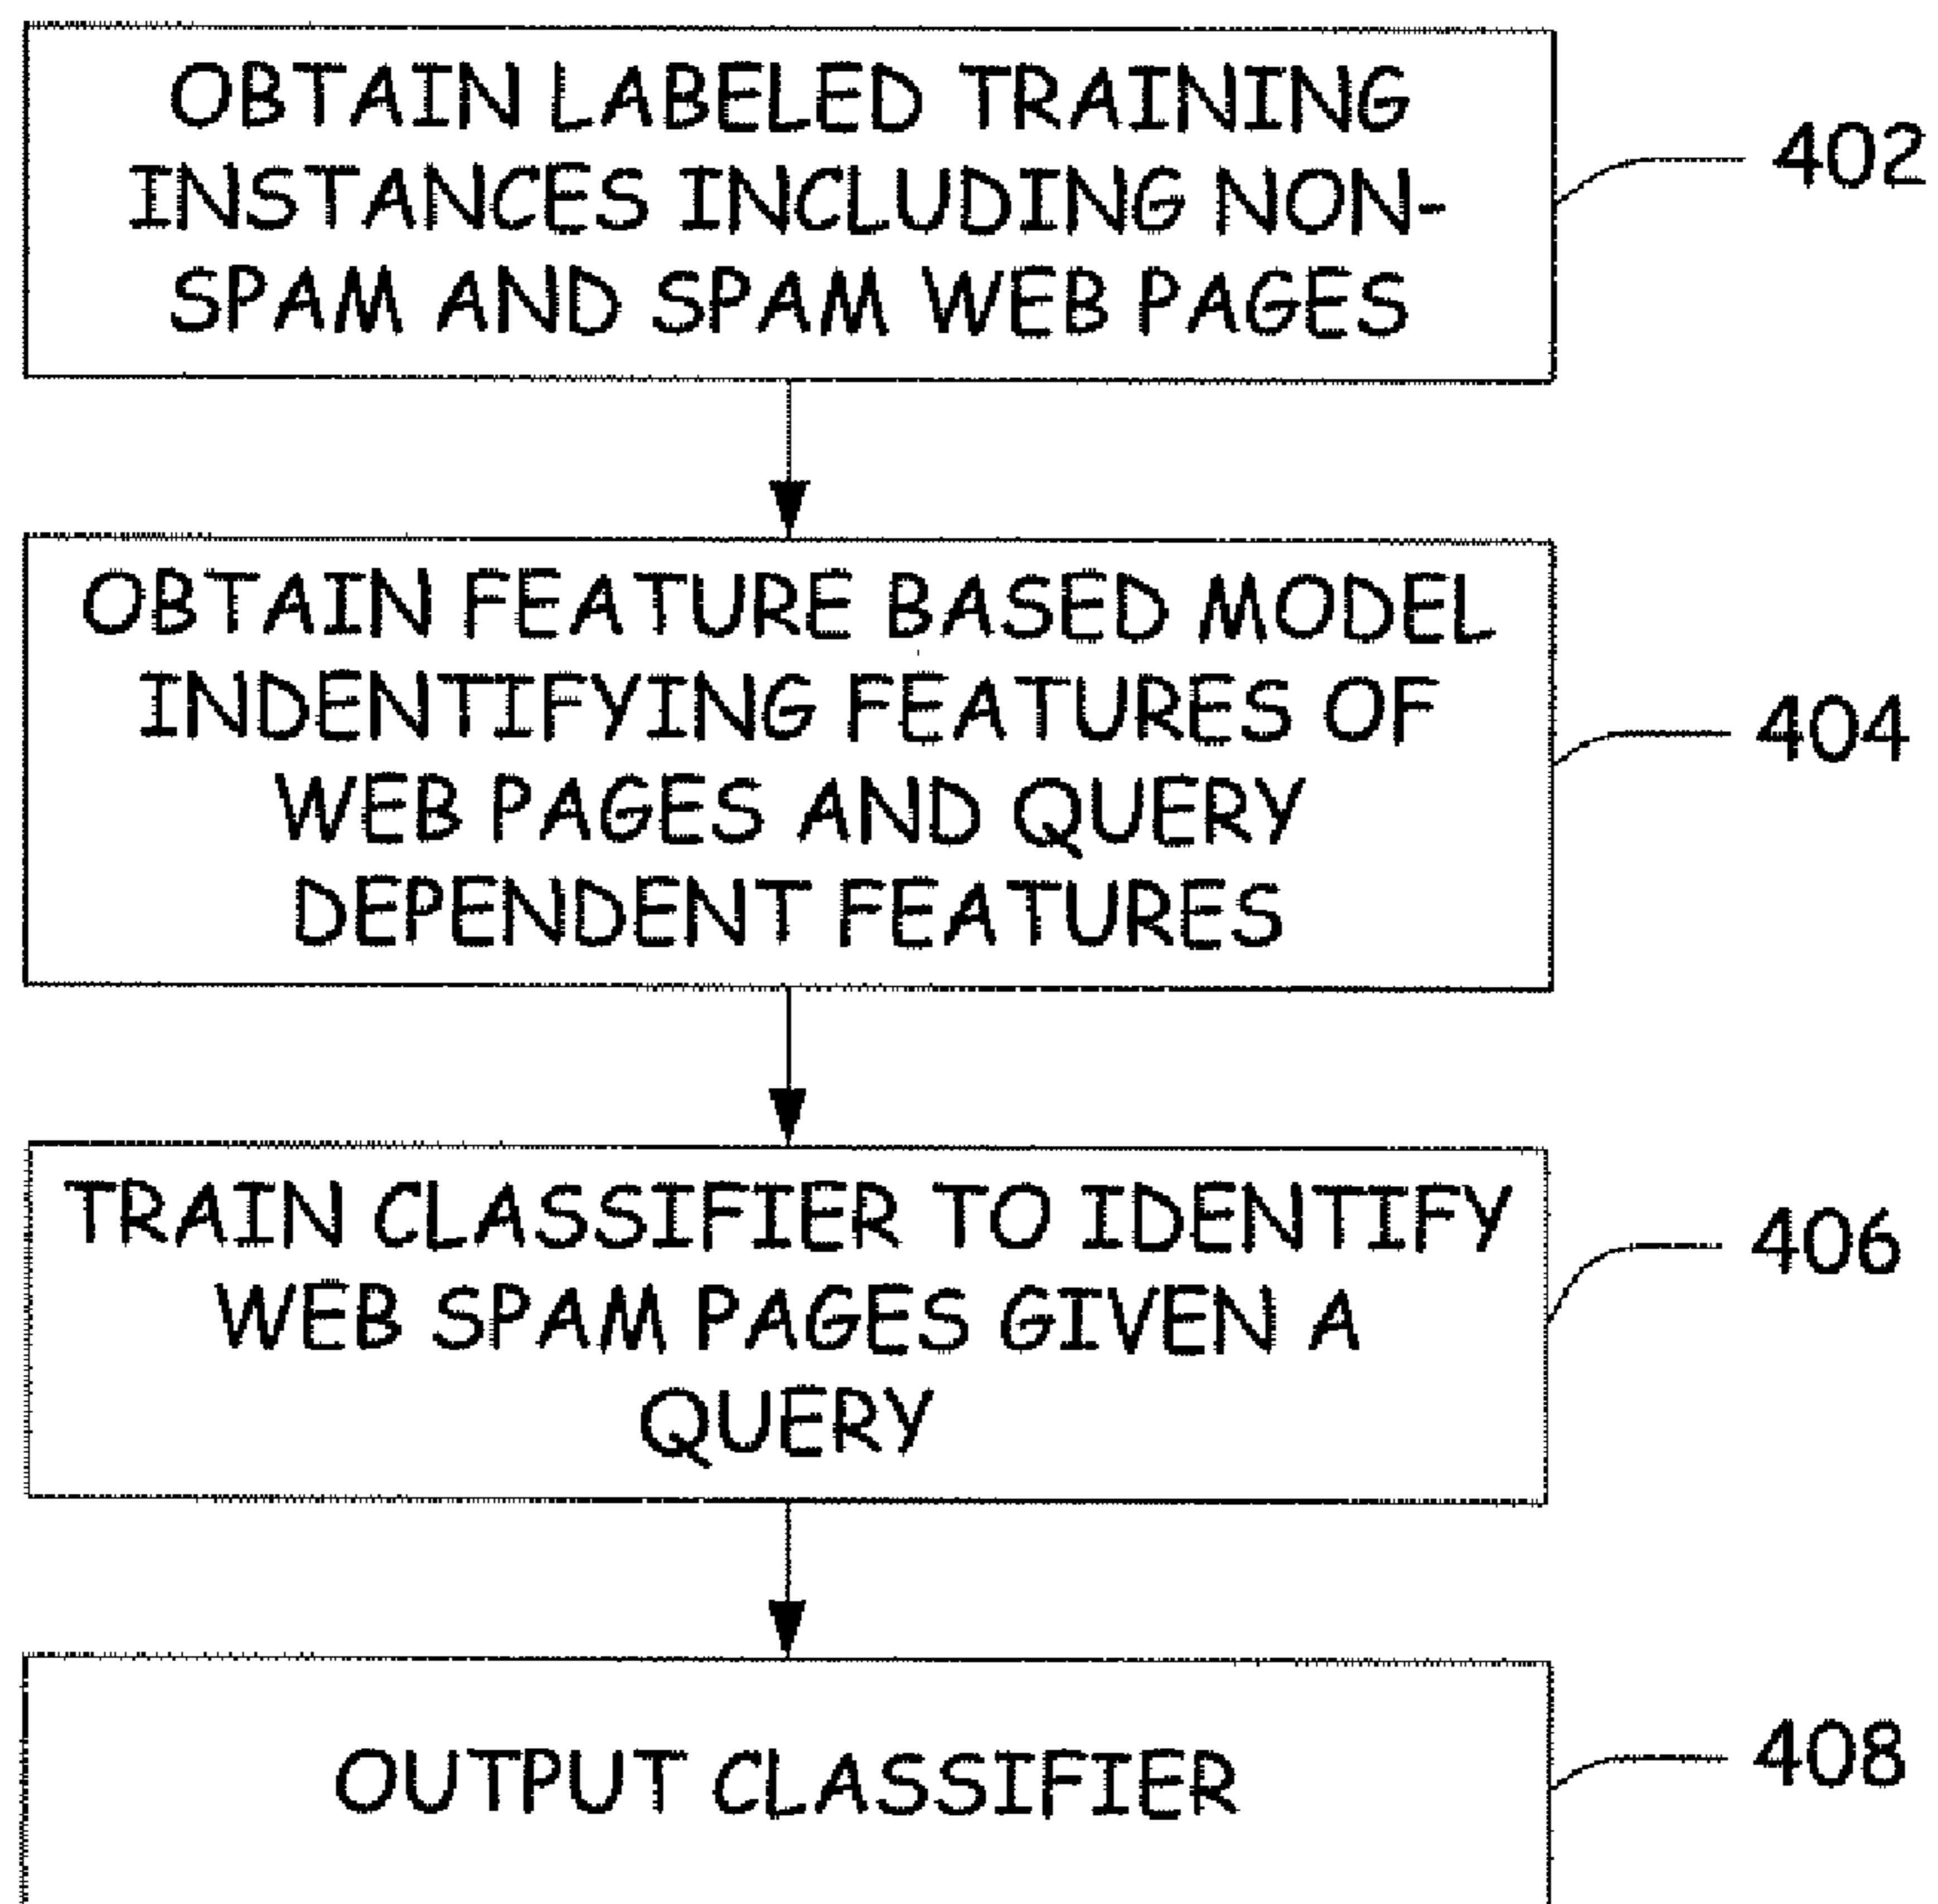 OBTAIN LABELED TRAINING
INSTANCES INCLUDING NON-
SPAM AND SPAM WEB PAGES
402
OBTAIN FEATURE BASED MODEL
INDENTIFYING FEATURES OF
WEB PAGES AND QUERY
DEPENDENT FEATURES
404
TRAIN CLASSIFIER TO IDENTIFY
WEB SPAM PAGES GIVEN A
QUERY
406
OUTPUT CLASSIFIER
408